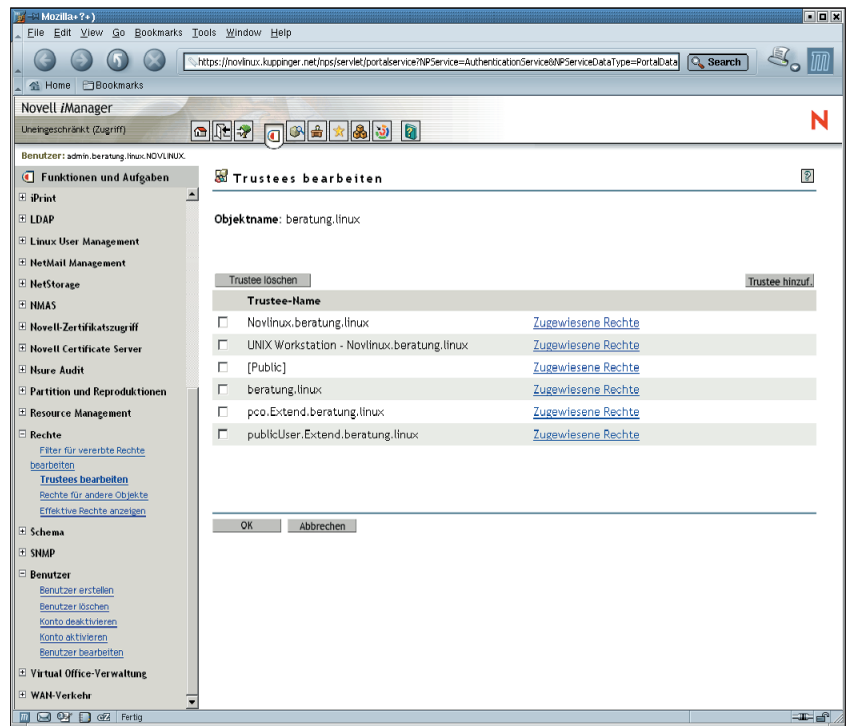 Mozilla+?+)
File Edit View Go Bookmarks Tools Window Help
https://novlinux.kuppinger.net/nps/servlet/portalservice?NPService=AuthenticationService&NPServiceDataType=PortalData
Search
Home Bookmarks
Novell iManager
Uneingeschränkt (Zugriff)
N
Benutzer: admin.beratung.linux.NOVLINUX.
Funktionen und Aufgaben
iPrint
LDAP
Linux User Management
NetMail Management
NetStorage
NMAS
Novell-Zertifikatszugriff
Novell Certificate Server
Nsure Audit
Partition und Reproduktionen
Resource Management
Rechte
Filter für vererbte Rechte
bearbeiten
Trustees bearbeiten
Rechte für andere Objekte
Effektive Rechte anzeigen
Schema
SNMP
Benutzer
Benutzer erstellen
Benutzer löschen
Konto deaktivieren
Konto aktivieren
Benutzer bearbeiten
Virtual Office-Verwaltung
WAN-Verkehr
Trustees bearbeiten
Objektname: beratung.linux
Trustee löschen
Trustee hinzuf.
Trustee-Name
Novlinux.beratung.linux Zugewiesene Rechte
UNIX Workstation - Novlinux.beratung.linux Zugewiesene Rechte
[Public] Zugewiesene Rechte
beratung.linux Zugewiesene Rechte
pco.Extend.beratung.linux Zugewiesene Rechte
publicUser.Extend.beratung.linux Zugewiesene Rechte
OK Abbrechen
Fertig